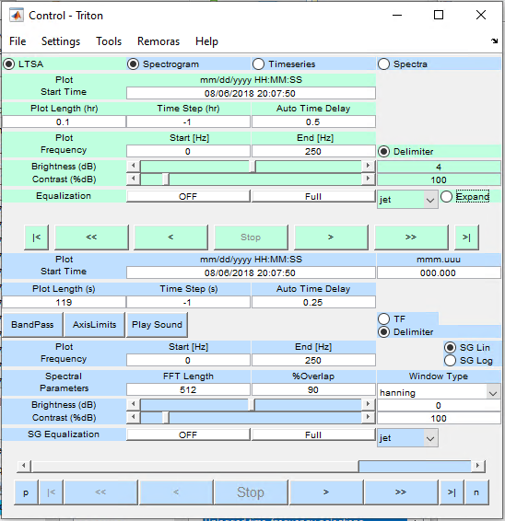 Control - Triton
File Settings Tools Remoras Help
LTSA Spectrogram Timeseries Spectra
Plot mm/dd/yyyy HH:MM:SS
Start Time 08/06/2018 20:07:50
Plot Length (hr) Time Step (hr) Auto Time Delay
0.1 -1 0.5
Plot Start [Hz] End [Hz]
Frequency 0 250 Delimiter
Brightness (dB) 4
Contrast (%dB) 100
Equalization OFF Full jet Expand
|< << < Stop > >> >|
Plot mm/dd/yyyy HH:MM:SS mmm.uuu
Start Time 08/06/2018 20:07:50 000.000
Plot Length (s) Time Step (s) Auto Time Delay
119 -1 0.25
BandPass AxisLimits Play Sound TF
Delimiter
Plot Start [Hz] End [Hz] SG Lin
Frequency 0 250 SG Log
Spectral FFT Length %Overlap Window Type
Parameters 512 90 hanning
Brightness (dB) 0
Contrast (%dB) 100
SG Equalization OFF Full jet
p |< << < Stop > >> >| n